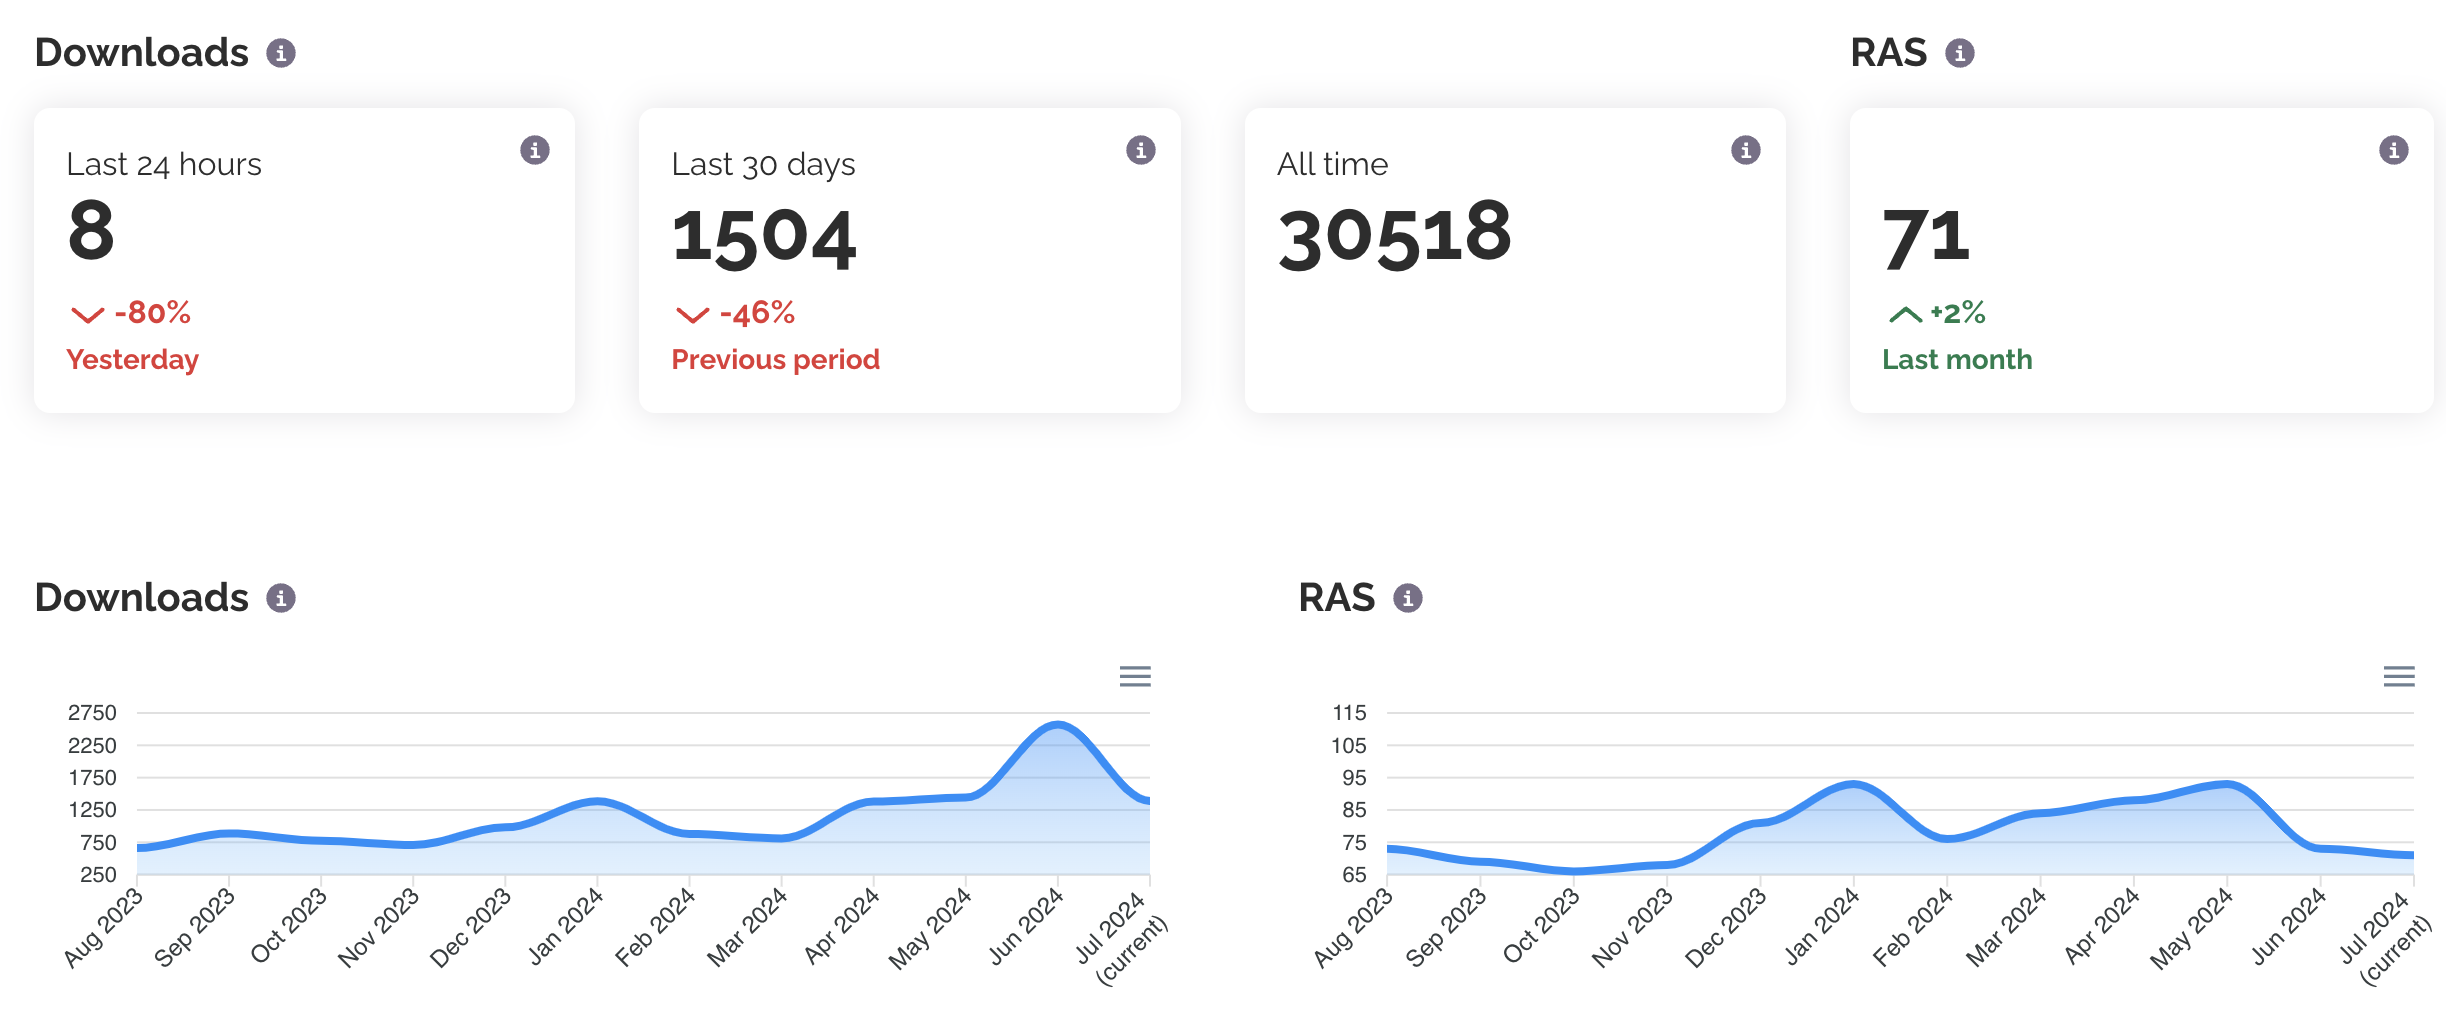 Downloads
RAS
Last 24 hours
8
-80%
Yesterday
Last 30 days
1504
-46%
Previous period
All time
30518
71
+2%
Last month
Downloads
2750
2250
1750
1250
750
250
Aug 2023
Sep 2023
Oct 2023
Nov 2023
Dec 2023
Jan 2024
Feb 2024
Mar 2024
Apr 2024
May 2024
Jun 2024
Jul 2024
(current)
RAS
115
105
95
85
75
65
Aug 2023
Sep 2023
Oct 2023
Nov 2023
Dec 2023
Jan 2024
Feb 2024
Mar 2024
Apr 2024
May 2024
Jun 2024
Jul 2024
(current)